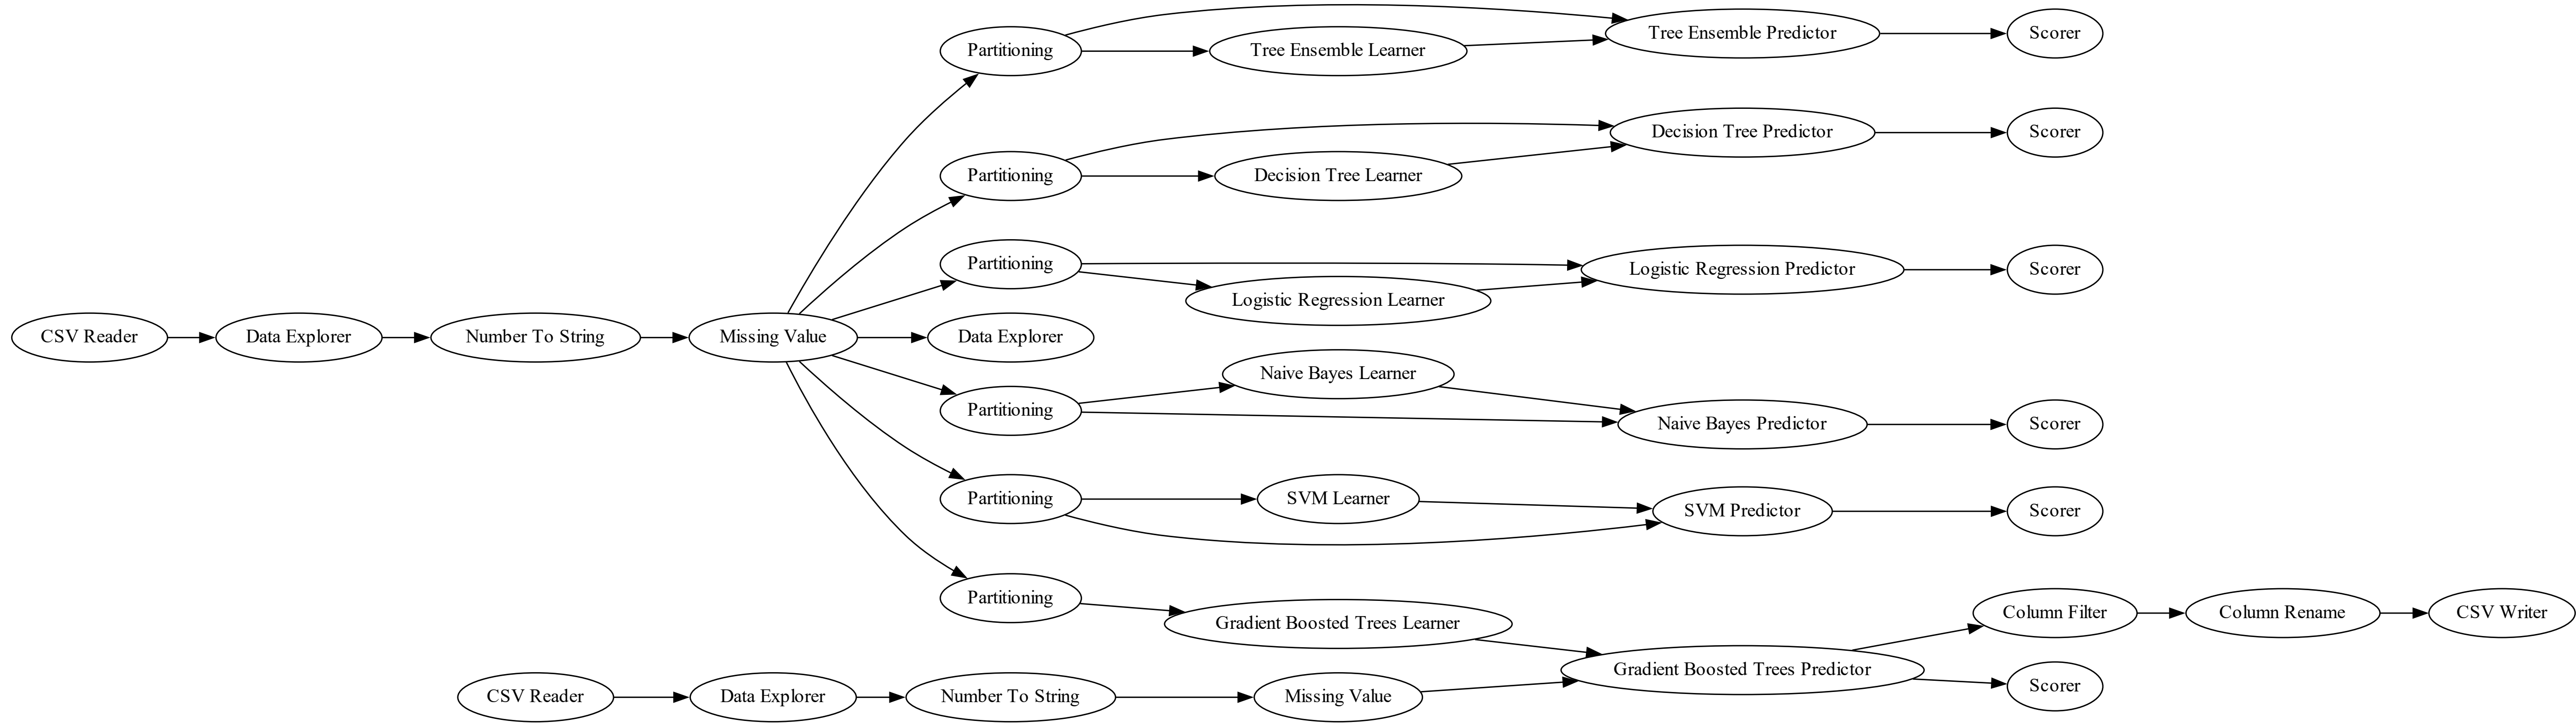 Partitioning
Tree Ensemble Learner
Tree Ensemble Predictor
Scorer
Partitioning
Decision Tree Learner
Decision Tree Predictor
Scorer
Partitioning
Logistic Regression Learner
Logistic Regression Predictor
Scorer
CSV Reader
Data Explorer
Number To String
Missing Value
Data Explorer
Partitioning
Naive Bayes Learner
Naive Bayes Predictor
Scorer
Partitioning
SVM Learner
SVM Predictor
Scorer
Partitioning
Gradient Boosted Trees Learner
Gradient Boosted Trees Predictor
Column Filter
Column Rename
CSV Writer
CSV Reader
Data Explorer
Number To String
Missing Value
Scorer